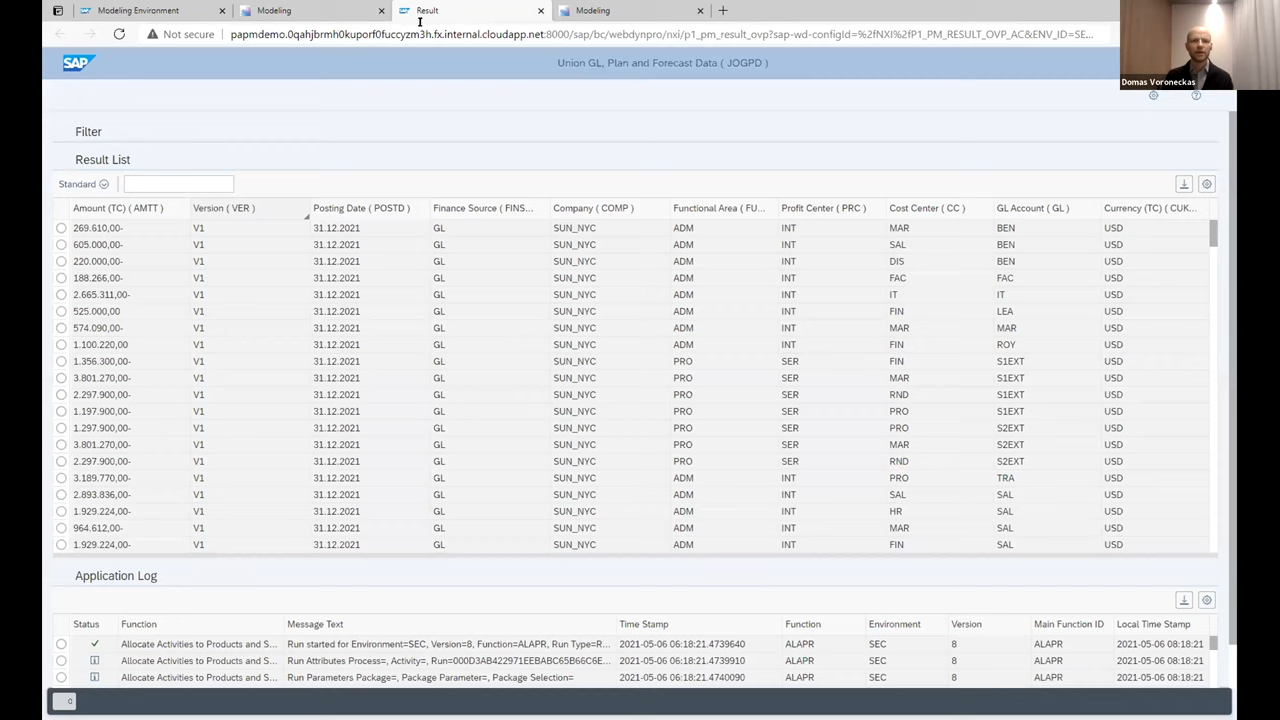 Modeling Environment Modeling Result Modeling
Not secure papmdemo.0qahjbrmh0kuporf0fuccyzm3h.fx.internal.cloudapp.net:8000/sap/bc/webdynpro/nxi/p1_pm_result_ovp?sap-wd-configId=%2fNXI%2fP1_PM_RESULT_OVP_AC&ENV_ID=SE...
Domas Voroneckas
SAP Union GL, Plan and Forecast Data ( JOGPD )
Filter
Result List
Standard
Amount (TC) ( AMTT ) Version ( VER ) Posting Date ( POSTD ) Finance Source ( FINS... Company ( COMP ) Functional Area ( FU... Profit Center ( PRC ) Cost Center ( CC ) GL Account ( GL ) Currency (TC) ( CUK...
269.610,00- V1 31.12.2021 GL SUN_NYC ADM INT MAR BEN USD
605.000,00- V1 31.12.2021 GL SUN_NYC ADM INT SAL BEN USD
220.000,00- V1 31.12.2021 GL SUN_NYC ADM INT DIS BEN USD
188.266,00- V1 31.12.2021 GL SUN_NYC ADM INT FAC FAC USD
2.665.311,00- V1 31.12.2021 GL SUN_NYC ADM INT IT IT USD
525.000,00 V1 31.12.2021 GL SUN_NYC ADM INT FIN LEA USD
574.090,00- V1 31.12.2021 GL SUN_NYC ADM INT MAR MAR USD
1.100.220,00 V1 31.12.2021 GL SUN_NYC ADM INT FIN ROY USD
1.356.300,00- V1 31.12.2021 GL SUN_NYC PRO SER FIN S1EXT USD
3.801.270,00- V1 31.12.2021 GL SUN_NYC PRO SER MAR S1EXT USD
2.297.900,00- V1 31.12.2021 GL SUN_NYC PRO SER RND S1EXT USD
1.197.900,00- V1 31.12.2021 GL SUN_NYC PRO SER PRO S1EXT USD
1.297.900,00- V1 31.12.2021 GL SUN_NYC PRO SER PRO S2EXT USD
3.801.270,00- V1 31.12.2021 GL SUN_NYC PRO SER MAR S2EXT USD
2.297.900,00- V1 31.12.2021 GL SUN_NYC PRO SER RND S2EXT USD
3.189.770,00- V1 31.12.2021 GL SUN_NYC ADM INT PRO TRA USD
2.893.836,00- V1 31.12.2021 GL SUN_NYC ADM INT SAL SAL USD
1.929.224,00- V1 31.12.2021 GL SUN_NYC ADM INT HR SAL USD
964.612,00- V1 31.12.2021 GL SUN_NYC ADM INT MAR SAL USD
1.929.224,00- V1 31.12.2021 GL SUN_NYC ADM INT FIN SAL USD
Application Log
Status Function Message Text Time Stamp Function Environment Version Main Function ID Local Time Stamp
Allocate Activities to Products and S... Run started for Environment=SEC, Version=8, Function=ALAPR, Run Type=R... 2021-05-06 06:18:21.4739640 ALAPR SEC 8 ALAPR 2021-05-06 08:18:21
Allocate Activities to Products and S... Run Attributes Process=, Activity=, Run=000D3AB422971EEBABC65B66C6E... 2021-05-06 06:18:21.4739910 ALAPR SEC 8 ALAPR 2021-05-06 08:18:21
Allocate Activities to Products and S... Run Parameters Package=, Package Parameter=, Package Selection= 2021-05-06 06:18:21.4740090 ALAPR SEC 8 ALAPR 2021-05-06 08:18:21
0